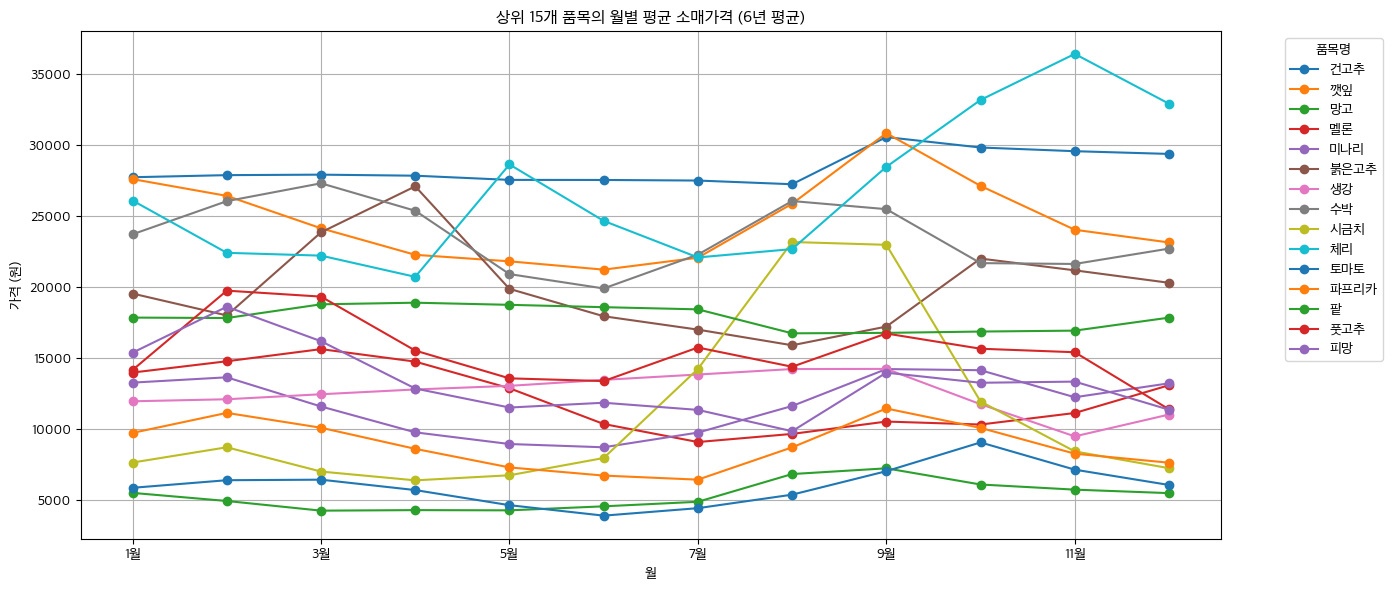 상위 15개 품목의 월별 평균 소매가격 (6년 평균)
가격 (원)
35000
30000
25000
20000
15000
10000
5000
1월
3월
5월
7월
9월
11월
월
품목명
건고추
깻잎
망고
멜론
미나리
붉은고추
생강
수박
시금치
체리
토마토
파프리카
팥
풋고추
피망